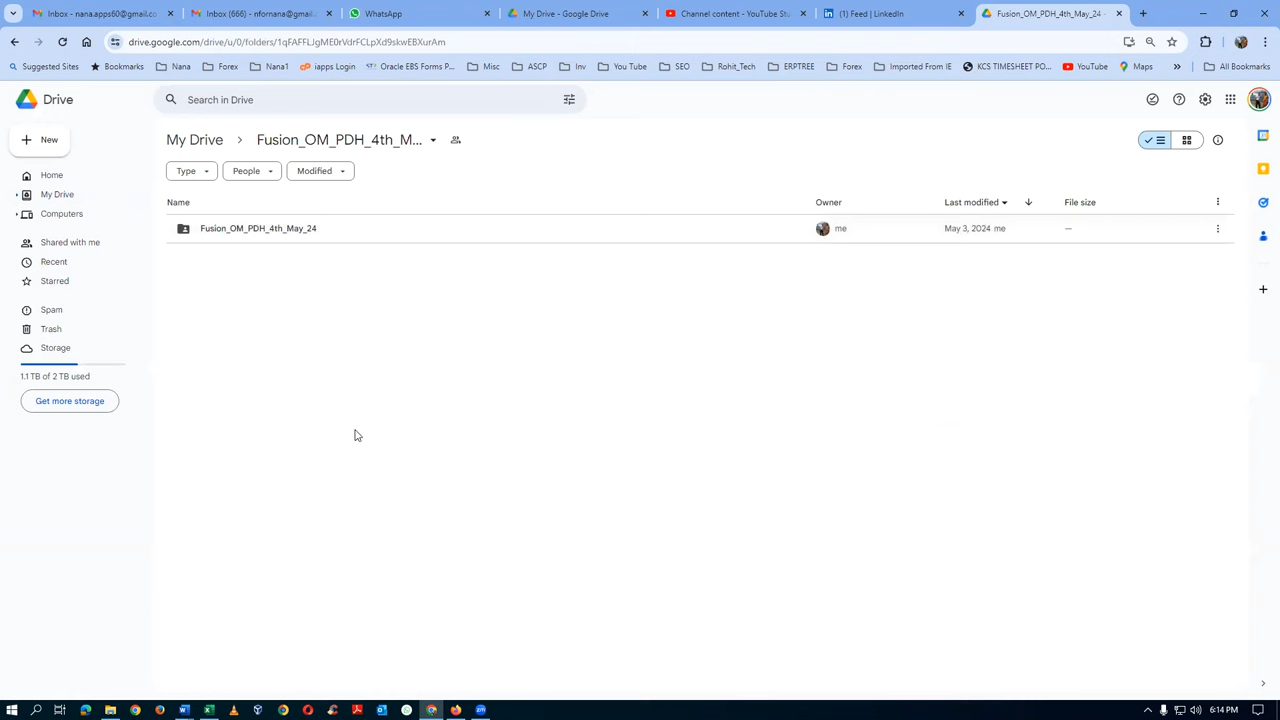 Inbox - nana.apps60@gmail.co
Inbox (666) - nfornana@gmail.c
WhatsApp
My Drive - Google Drive
Channel content - YouTube Stu
(1) Feed | LinkedIn
Fusion_OM_PDH_4th_May_24 -
drive.google.com/drive/u/0/folders/1qFAFFLJgME0rVdrFCLpXd9skwEBXurAm
Suggested Sites
Bookmarks
Nana
Forex
Nana1
iapps Login
Oracle EBS Forms P...
Misc
ASCP
Inv
You Tube
SEO
Rohit_Tech
ERPTREE
Forex
Imported From IE
KCS TIMESHEET PO...
YouTube
Maps
»
All Bookmarks
Drive
Search in Drive
New
My Drive > Fusion_OM_PDH_4th_M...
Type
People
Modified
Home
My Drive
Computers
Shared with me
Recent
Starred
Spam
Trash
Storage
1.1 TB of 2 TB used
Get more storage
Name
Owner
Last modified
File size
Fusion_OM_PDH_4th_May_24
me
May 3, 2024 me
—
6:14 PM